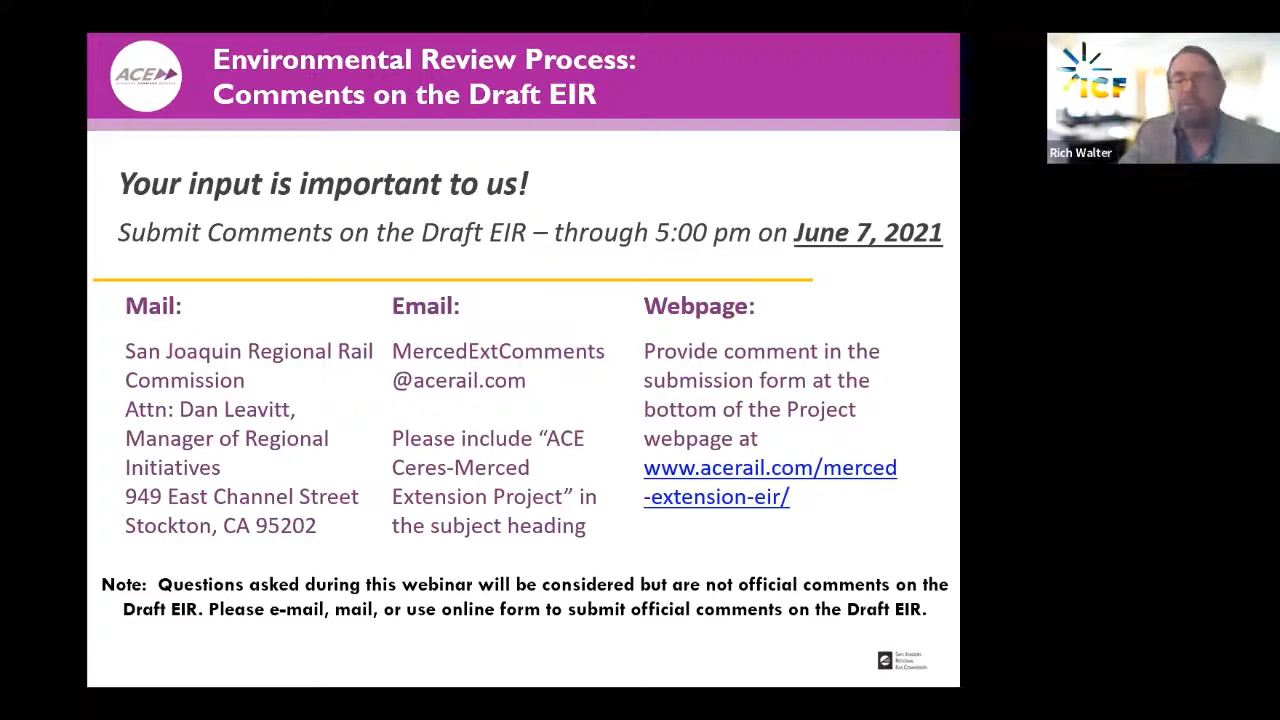 ACE
Environmental Review Process:
Comments on the Draft EIR
Your input is important to us!
Submit Comments on the Draft EIR – through 5:00 pm on June 7, 2021
Mail:
San Joaquin Regional Rail
Commission
Attn: Dan Leavitt,
Manager of Regional
Initiatives
949 East Channel Street
Stockton, CA 95202
Email:
MercedExtComments
@acerail.com
Please include “ACE
Ceres-Merced
Extension Project” in
the subject heading
Webpage:
Provide comment in the
submission form at the
bottom of the Project
webpage at
www.acerail.com/merced
-extension-eir/
Note:  Questions asked during this webinar will be considered but are not official comments on the
Draft EIR. Please e-mail, mail, or use online form to submit official comments on the Draft EIR.
San Joaquin
Regional
Rail Commission
ICF
Rich Walter